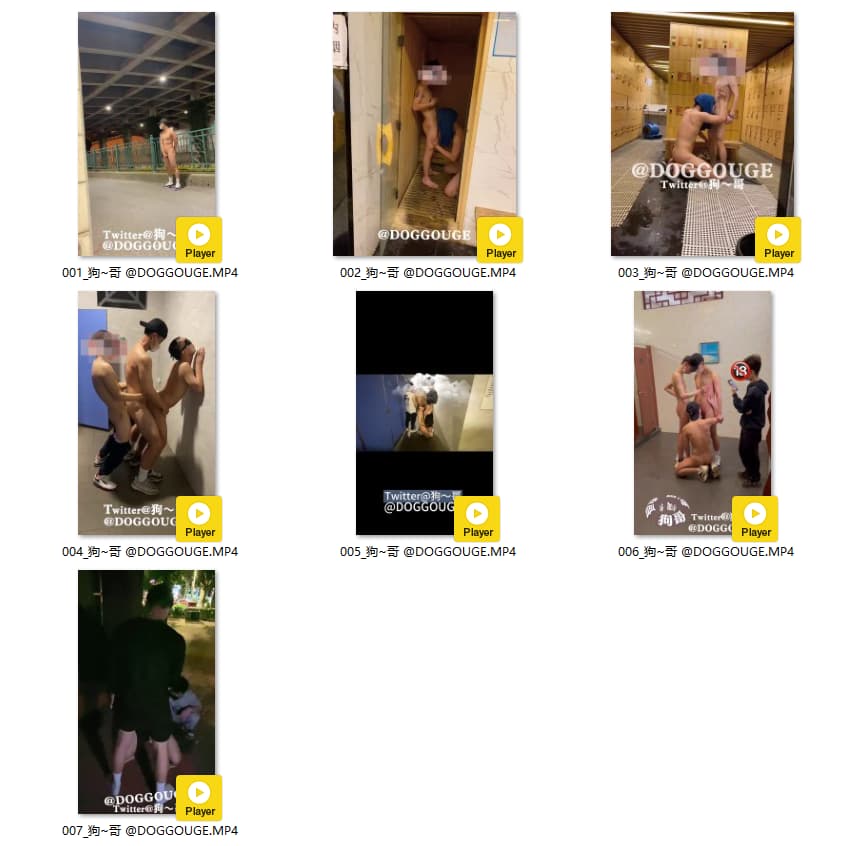 Twitter@狗～
@DOGGOUG
Player
001_狗~哥 @DOGGOUGE.MP4
@DOGGOUGE
Player
002_狗~哥 @DOGGOUGE.MP4
@DOGGOUGE
Twitter@狗～哥
Player
003_狗~哥 @DOGGOUGE.MP4
Twitter@狗～
@DOGGOUG
Player
004_狗~哥 @DOGGOUGE.MP4
Twitter@狗～哥
@DOGGOUG
Player
005_狗~哥 @DOGGOUGE.MP4
18
Twitter@
@DOGGO
Player
006_狗~哥 @DOGGOUGE.MP4
@DOGGOUG
Twitter@狗～
Player
007_狗~哥 @DOGGOUGE.MP4